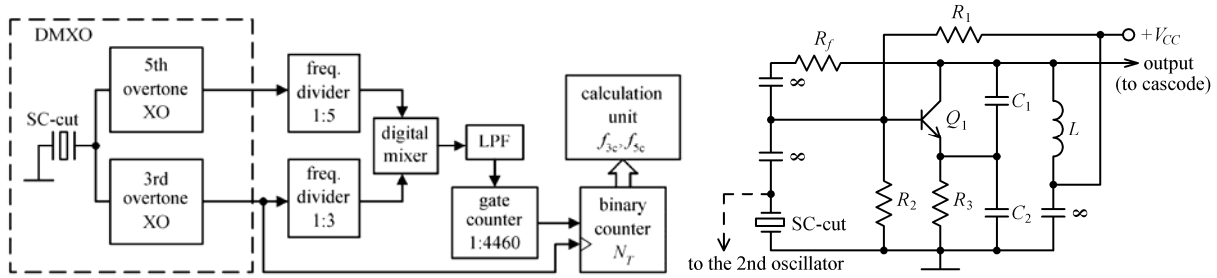 DMXO
5th
overtone
XO
SC-cut
3rd
overtone
XO
freq.
divider
1:5
freq.
divider
1:3
digital
mixer
LPF
gate
counter
1:4460
calculation
unit
f3c, f5c
binary
counter
NT
R1
+VCC
Rf
output
(to cascode)
∞
C1
Q1
L
∞
R2
R3
C2
∞
SC-cut
to the 2nd oscillator